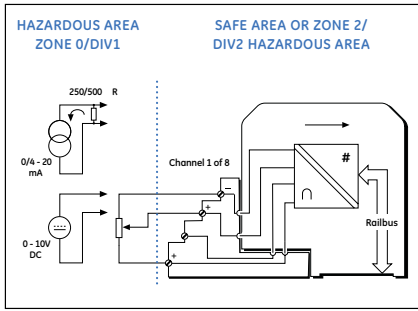 HAZARDOUS AREA
ZONE 0/DIV1
SAFE AREA OR ZONE 2/
DIV2 HAZARDOUS AREA
250/500 R
0/4 - 20
mA
Channel 1 of 8
#
–
+
∩
Railbus
0 - 10V
DC
+